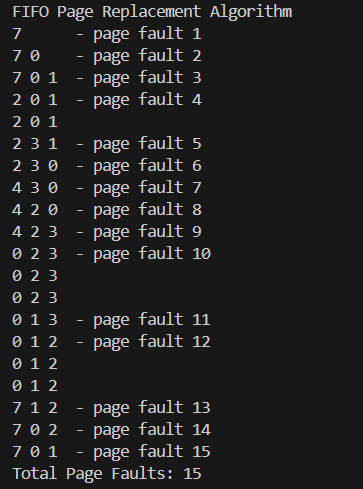 FIFO Page Replacement Algorithm
7      - page fault 1
7 0    - page fault 2
7 0 1  - page fault 3
2 0 1  - page fault 4
2 0 1
2 3 1  - page fault 5
2 3 0  - page fault 6
4 3 0  - page fault 7
4 2 0  - page fault 8
4 2 3  - page fault 9
0 2 3  - page fault 10
0 2 3
0 2 3
0 1 3  - page fault 11
0 1 2  - page fault 12
0 1 2
0 1 2
7 1 2  - page fault 13
7 0 2  - page fault 14
7 0 1  - page fault 15
Total Page Faults: 15